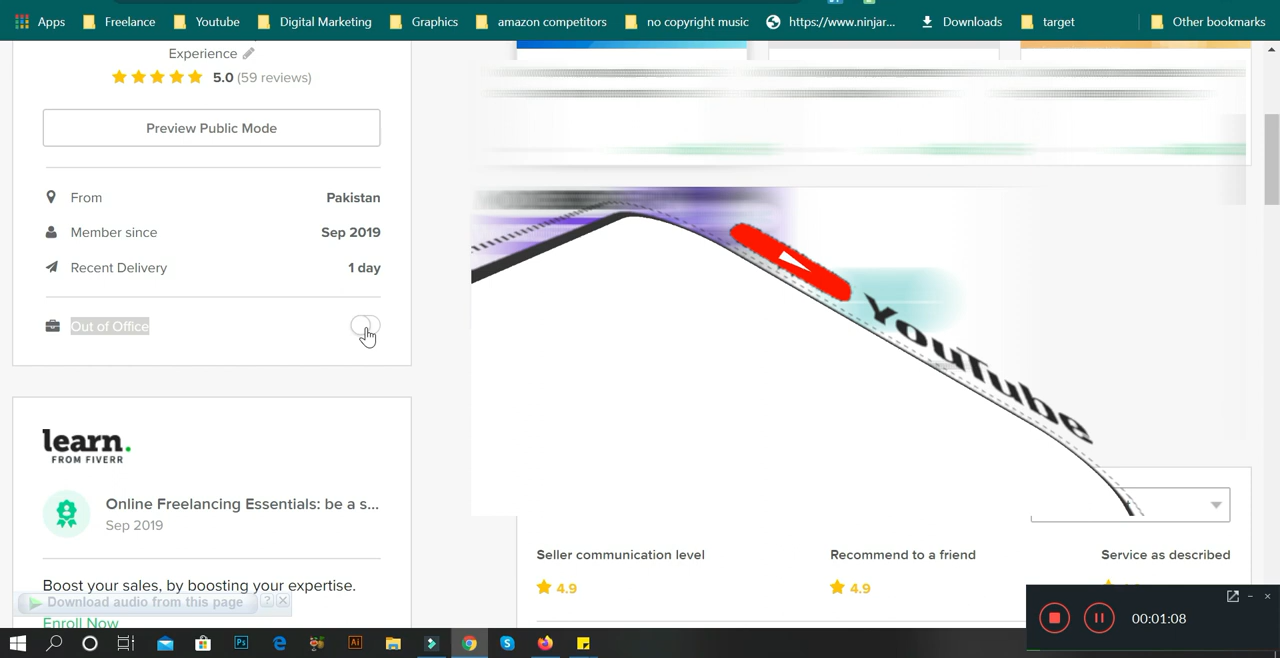 Apps Freelance Youtube Digital Marketing Graphics amazon competitors no copyright music https://www.ninjar... Downloads target Other bookmarks
Experience
5.0 (59 reviews)
Preview Public Mode
From Pakistan
Member since Sep 2019
Recent Delivery 1 day
Out of Office
YouTube
learn.
FROM FIVERR
Online Freelancing Essentials: be a s...
Sep 2019
Boost your sales, by boosting your expertise.
Download audio from this page ?
Enroll Now
Seller communication level Recommend to a friend Service as described
4.9 4.9
00:01:08
Ps Ai